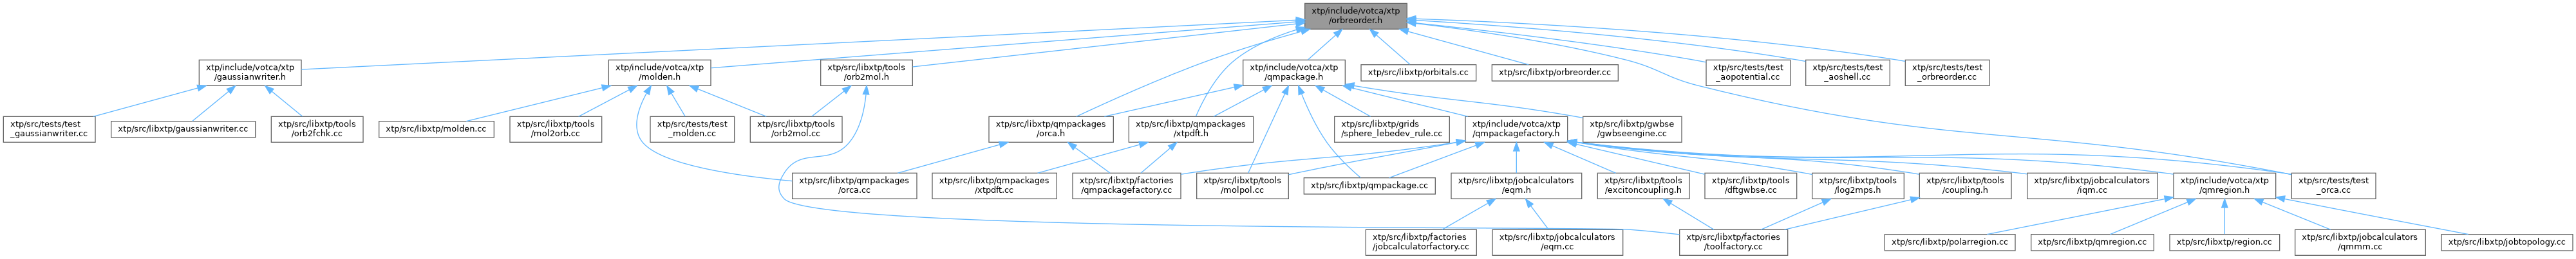 xtp/include/votca/xtp
/orbreorder.h
xtp/include/votca/xtp
/gaussianwriter.h
xtp/include/votca/xtp
/molden.h
xtp/src/libxtp/tools
/orb2mol.h
xtp/include/votca/xtp
/qmpackage.h
xtp/src/libxtp/orbitals.cc
xtp/src/libxtp/orbreorder.cc
xtp/src/tests/test
_aopotential.cc
xtp/src/tests/test
_aoshell.cc
xtp/src/tests/test
_orbreorder.cc
xtp/src/tests/test
_gaussianwriter.cc
xtp/src/libxtp/gaussianwriter.cc
xtp/src/libxtp/tools
/orb2fchk.cc
xtp/src/libxtp/molden.cc
xtp/src/libxtp/tools
/mol2orb.cc
xtp/src/tests/test
_molden.cc
xtp/src/libxtp/tools
/orb2mol.cc
xtp/src/libxtp/qmpackages
/orca.h
xtp/src/libxtp/qmpackages
/xtpdft.h
xtp/src/libxtp/grids
/sphere_lebedev_rule.cc
xtp/include/votca/xtp
/qmpackagefactory.h
xtp/src/libxtp/gwbse
/gwbseengine.cc
xtp/src/libxtp/qmpackages
/orca.cc
xtp/src/libxtp/qmpackages
/xtpdft.cc
xtp/src/libxtp/factories
/qmpackagefactory.cc
xtp/src/libxtp/tools
/molpol.cc
xtp/src/libxtp/qmpackage.cc
xtp/src/libxtp/jobcalculators
/eqm.h
xtp/src/libxtp/tools
/excitoncoupling.h
xtp/src/libxtp/tools
/dftgwbse.cc
xtp/src/libxtp/tools
/log2mps.h
xtp/src/libxtp/tools
/coupling.h
xtp/src/libxtp/jobcalculators
/iqm.cc
xtp/include/votca/xtp
/qmregion.h
xtp/src/tests/test
_orca.cc
xtp/src/libxtp/factories
/jobcalculatorfactory.cc
xtp/src/libxtp/jobcalculators
/eqm.cc
xtp/src/libxtp/factories
/toolfactory.cc
xtp/src/libxtp/polarregion.cc
xtp/src/libxtp/qmregion.cc
xtp/src/libxtp/region.cc
xtp/src/libxtp/jobcalculators
/qmmm.cc
xtp/src/libxtp/jobtopology.cc